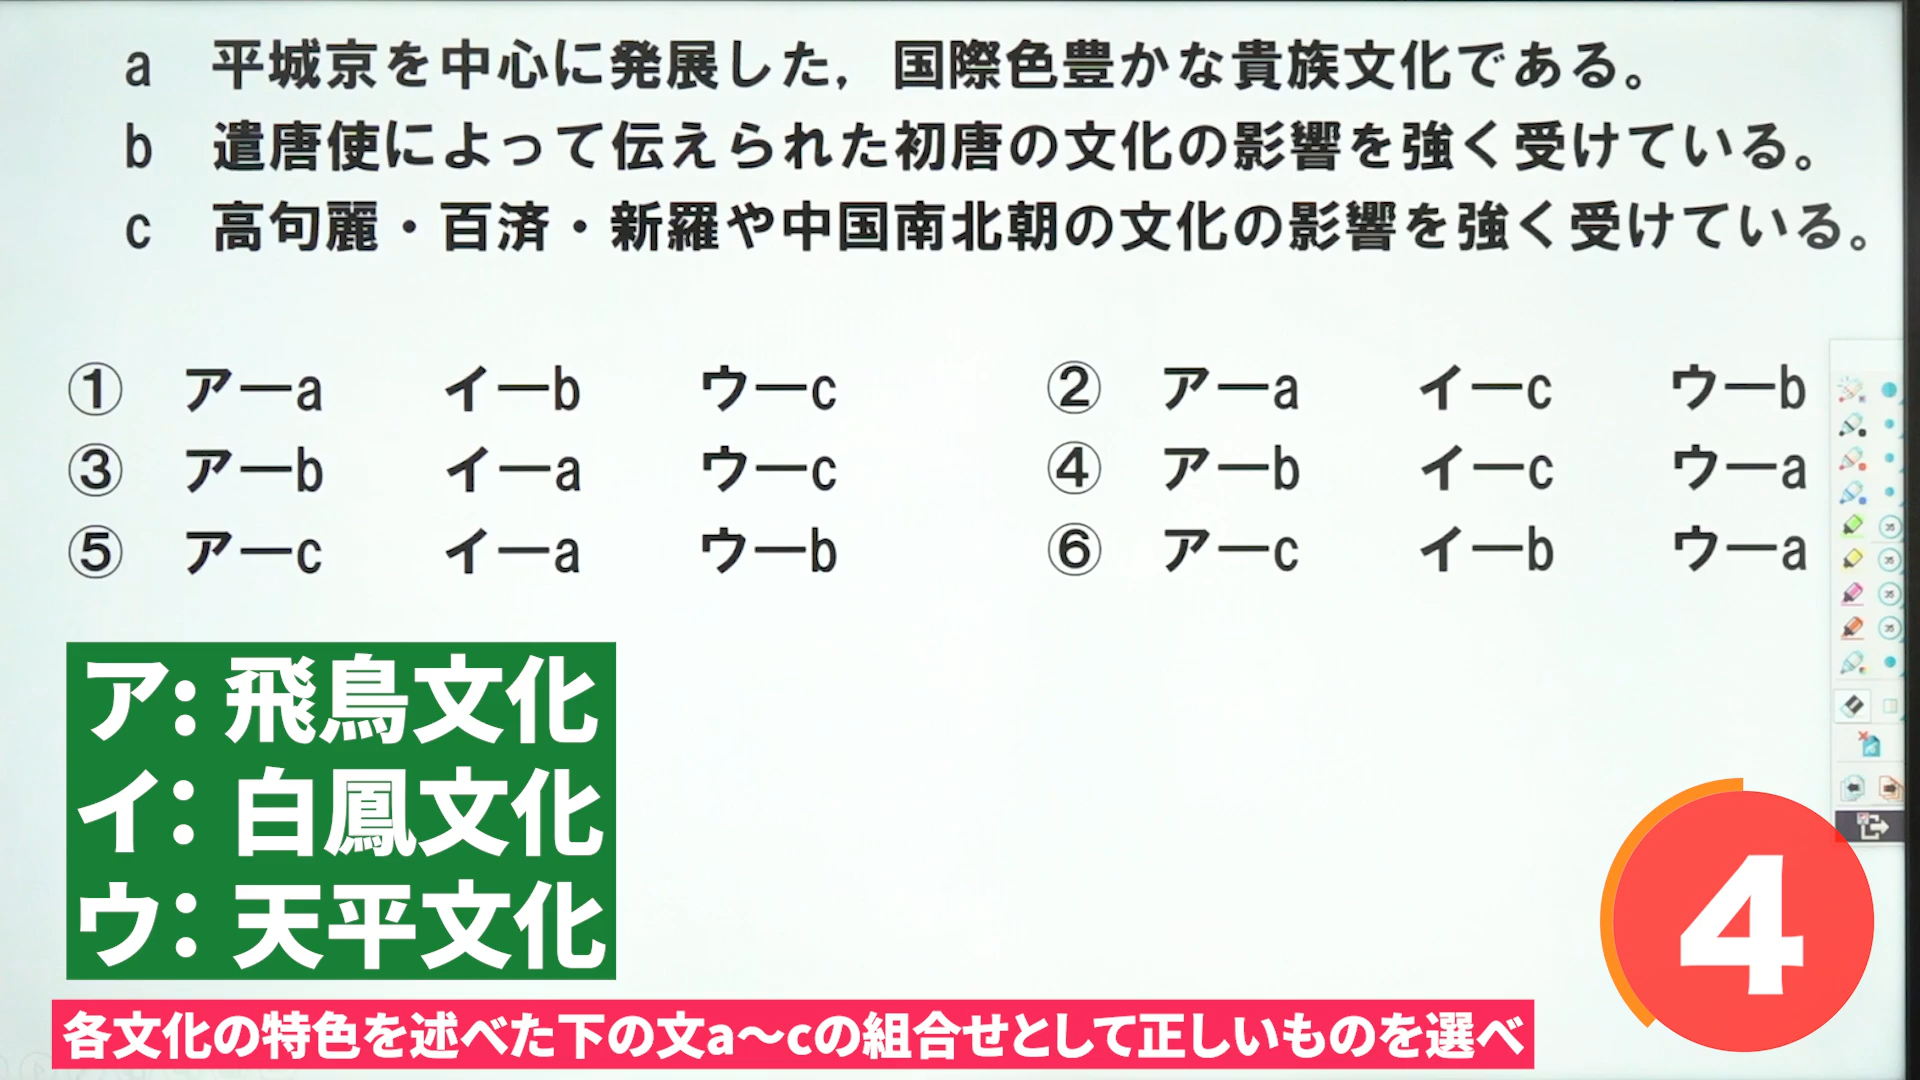 a 平城京を中心に発展した，国際色豊かな貴族文化である。
b 遣唐使によって伝えられた初唐の文化の影響を強く受けている。
c 高句麗・百済・新羅や中国南北朝の文化の影響を強く受けている。
① ア―a イ―b ウ―c ② ア―a イ―c ウ―b
③ ア―b イ―a ウ―c ④ ア―b イ―c ウ―a
⑤ ア―c イ―a ウ―b ⑥ ア―c イ―b ウ―a
ア: 飛鳥文化
イ: 白鳳文化
ウ: 天平文化
4
各文化の特色を述べた下の文a～cの組合せとして正しいものを選べ